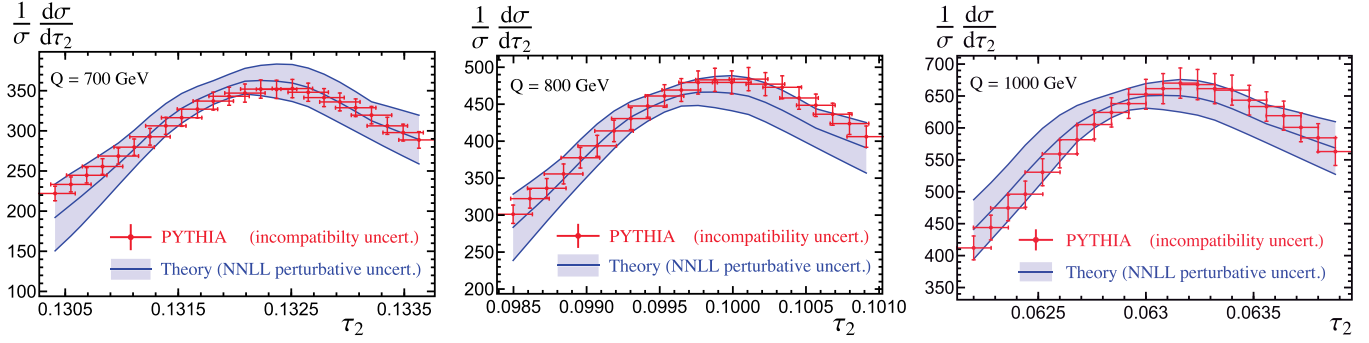 1/σ dσ/dτ2
Q = 700 GeV
350
300
250
200
150
100
PYTHIA (incompatibilty uncert.)
Theory (NNLL perturbative uncert.)
0.1305 0.1315 0.1325 0.1335
τ2
1/σ dσ/dτ2
Q = 800 GeV
500
450
400
350
300
250
200
PYTHIA (incompatibility uncert.)
Theory (NNLL perturbative uncert.)
0.0985 0.0990 0.0995 0.1000 0.1005 0.1010
τ2
1/σ dσ/dτ2
Q = 1000 GeV
700
650
600
550
500
450
400
350
PYTHIA (incompatibility uncert.)
Theory (NNLL perturbative uncert.)
0.0625 0.063 0.0635
τ2